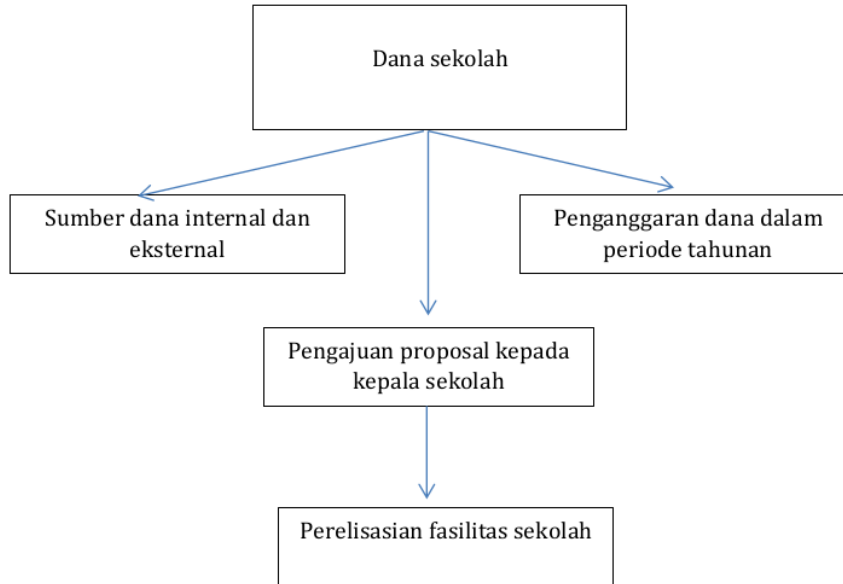 Dana sekolah
Sumber dana internal dan
eksternal
Penganggaran dana dalam
periode tahunan
Pengajuan proposal kepada
kepala sekolah
Perelisasian fasilitas sekolah